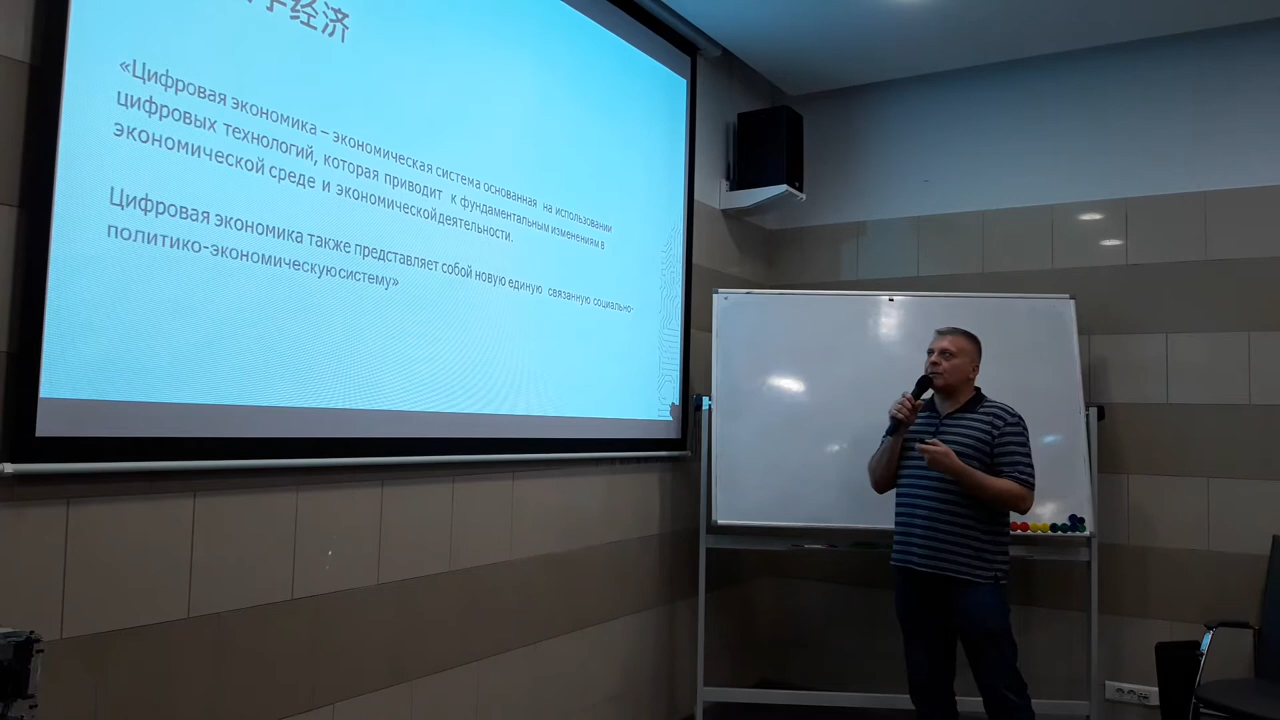 经济
«Цифровая экономика – экономическая система основанная на использовании
цифровых технологий, которая приводит к фундаментальным изменениям в
экономической среде и экономическойдеятельности.
Цифровая экономика также представляет собой новую единую связанную социально-
политико-экономическуюсистему»